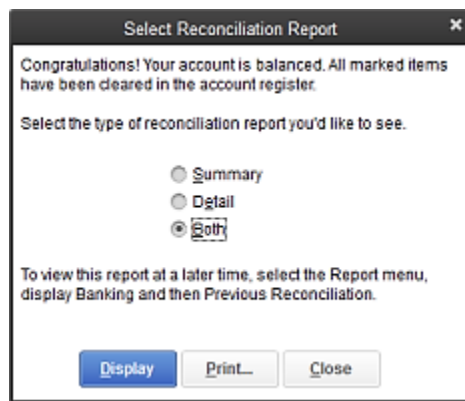 Select Reconciliation Report
Congratulations! Your account is balanced. All marked items
have been cleared in the account register.
Select the type of reconciliation report you'd like to see.
Summary
Detail
Both
To view this report at a later time, select the Report menu,
display Banking and then Previous Reconciliation.
Display Print... Close